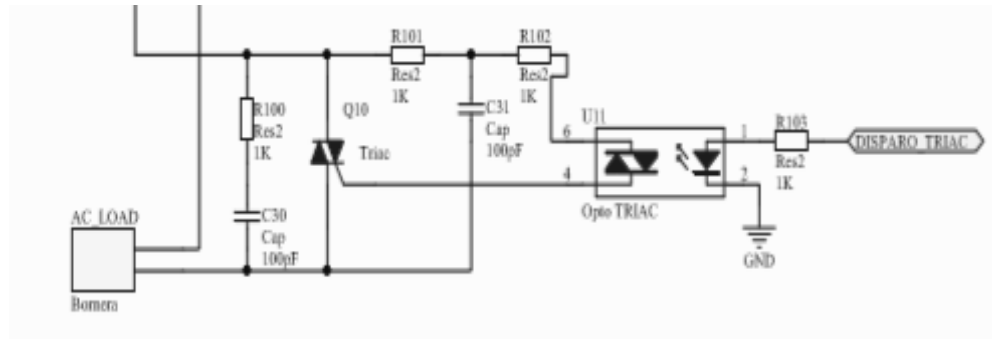 R101
Res2
1K
R102
Res2
1K
R100
Res2
1K
Q10
Triac
C31
Cap
100pF
U11
6
4
1
2
Opto TRIAC
R103
Res2
1K
DISPARO_TRIAC
GND
C30
Cap
100pF
AC_LOAD
Bornera